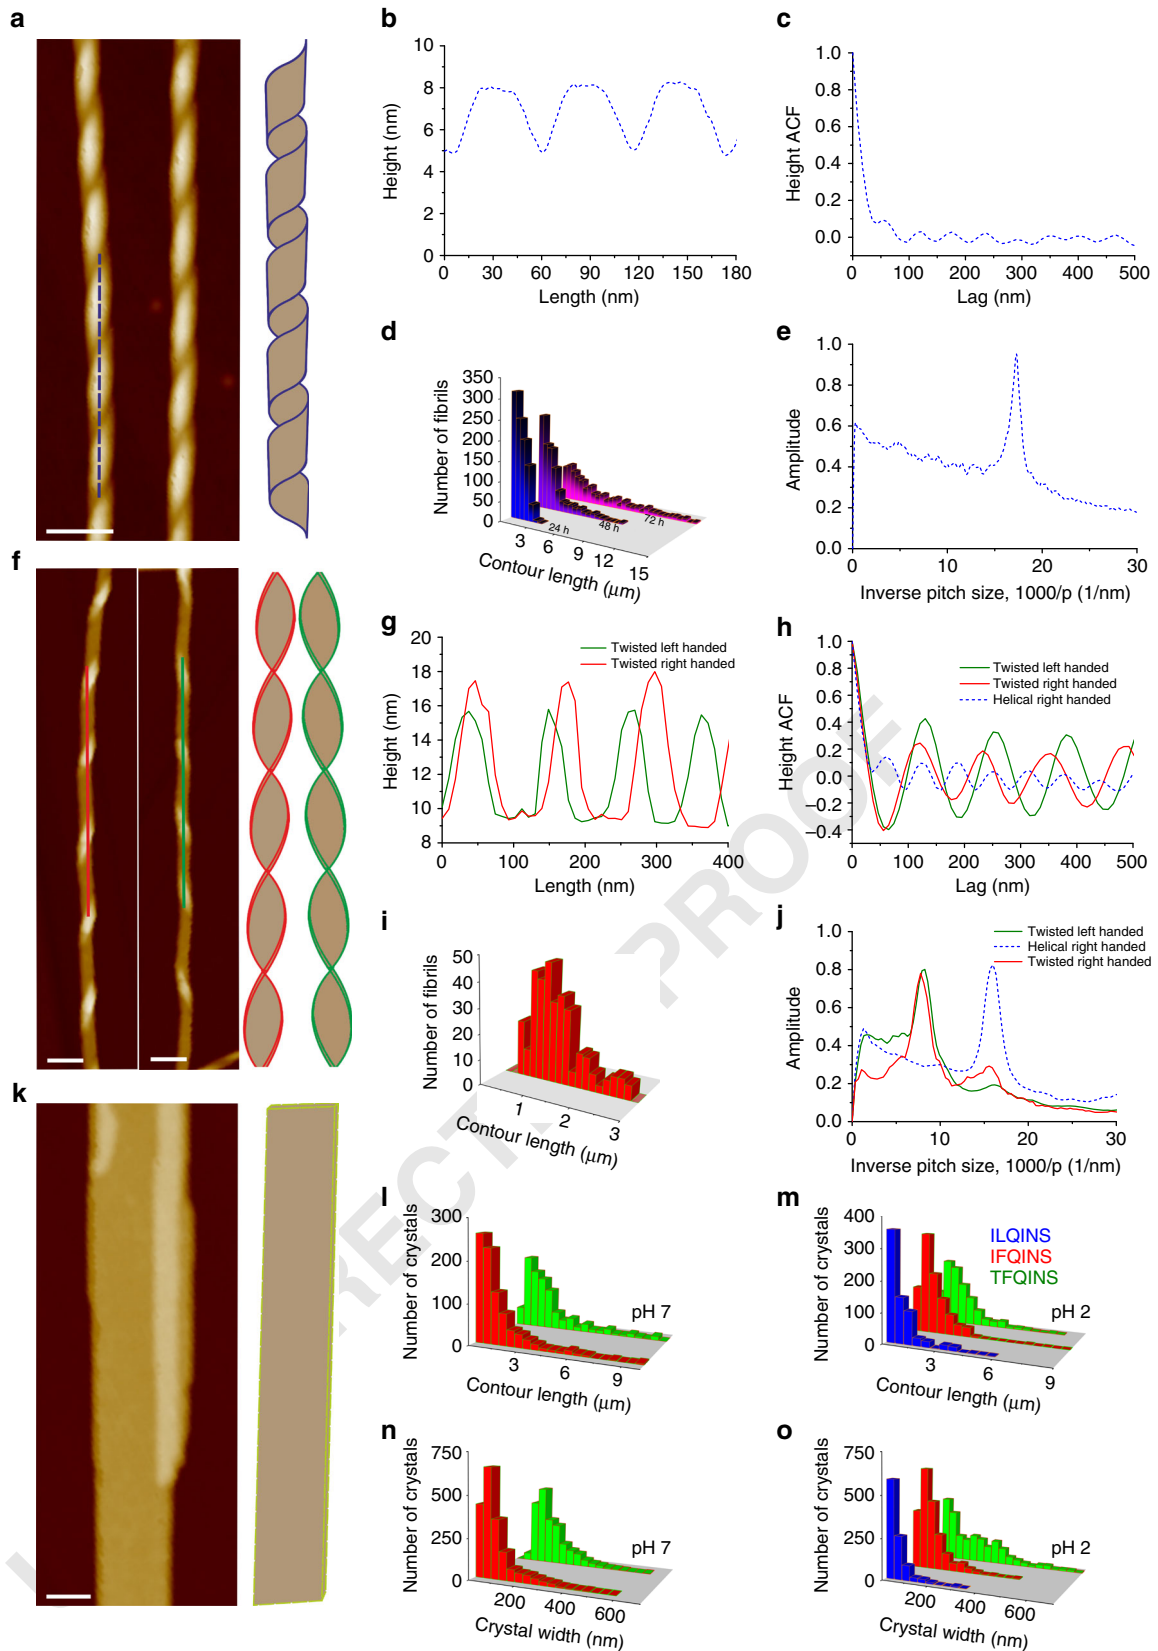 a
b
10
8
6
4
2
0
Height (nm)
0 30 60 90 120 150 180
Length (nm)
c
1.0
0.8
0.6
0.4
0.2
0.0
Height ACF
0 100 200 300 400 500
Lag (nm)
d
350
300
250
200
150
100
50
0
Number of fibrils
24 h
48 h
72 h
3 6 9 12 15
Contour length (μm)
e
1.0
0.8
0.6
0.4
0.2
0.0
Amplitude
0 10 20 30
Inverse pitch size, 1000/p (1/nm)
f
g
20
18
16
14
12
10
8
Height (nm)
Twisted left handed
Twisted right handed
0 100 200 300 400
Length (nm)
h
1.0
0.8
0.6
0.4
0.2
0.0
–0.2
–0.4
Height ACF
Twisted left handed
Twisted right handed
Helical right handed
0 100 200 300 400 500
Lag (nm)
i
50
40
30
20
10
0
Number of fibrils
1 2 3
Contour length (μm)
j
1.0
0.8
0.6
0.4
0.2
0.0
Amplitude
Twisted left handed
Helical right handed
Twisted right handed
0 10 20 30
Inverse pitch size, 1000/p (1/nm)
k
l
300
200
100
0
Number of crystals
pH 7
3 6 9
Contour length (μm)
m
400
300
200
100
0
Number of crystals
ILQINS
IFQINS
TFQINS
pH 2
3 6 9
Contour length (μm)
n
750
500
250
0
Number of crystals
pH 7
200 400 600
Crystal width (nm)
o
750
500
250
0
Number of crystals
pH 2
200 400 600
Crystal width (nm)
PROOF